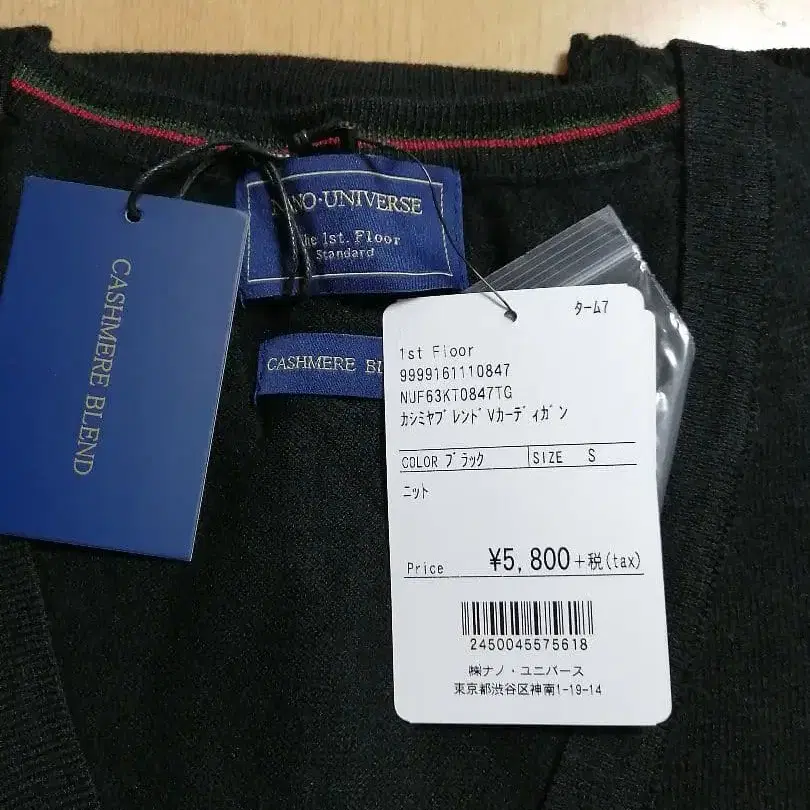 CASHMERE BLEND
NANO・UNIVERSE
The 1st. Floor
Standard
CASHMERE
ターム7
1st Floor
9999161110847
NUF63KT0847TG
カシミヤブレンドVカーディガン
COLOR ブラック SIZE S
ニット
Price ¥5,800+税(tax)
2450045575618
㈱ナノ・ユニバース
東京都渋谷区神南1-19-14